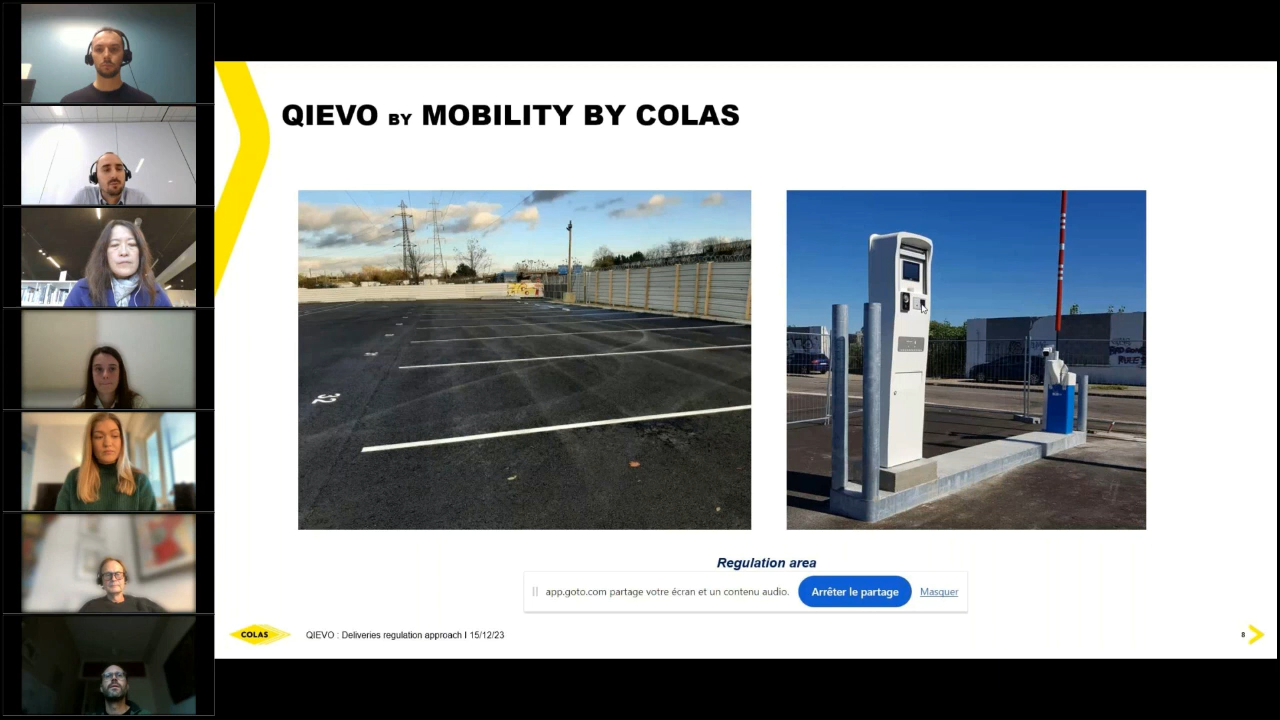 QIEVO BY MOBILITY BY COLAS
32
Regulation area
app.goto.com partage votre écran et un contenu audio.
Arrêter le partage
Masquer
COLAS
QIEVO : Deliveries regulation approach I 15/12/23
8